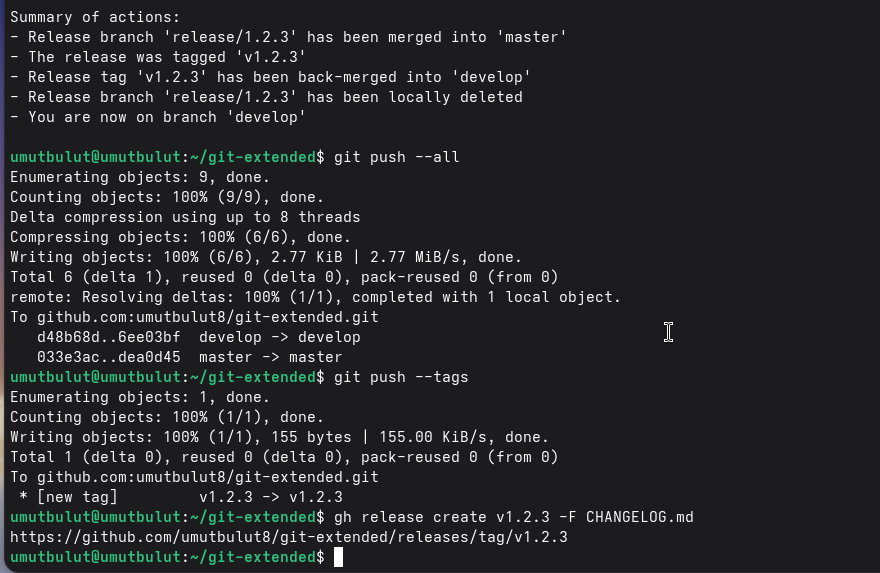 Summary of actions:
- Release branch 'release/1.2.3' has been merged into 'master'
- The release was tagged 'v1.2.3'
- Release tag 'v1.2.3' has been back-merged into 'develop'
- Release branch 'release/1.2.3' has been locally deleted
- You are now on branch 'develop'

umutbulut@umutbulut:~/git-extended$ git push --all
Enumerating objects: 9, done.
Counting objects: 100% (9/9), done.
Delta compression using up to 8 threads
Compressing objects: 100% (6/6), done.
Writing objects: 100% (6/6), 2.77 KiB | 2.77 MiB/s, done.
Total 6 (delta 1), reused 0 (delta 0), pack-reused 0 (from 0)
remote: Resolving deltas: 100% (1/1), completed with 1 local object.
To github.com:umutbulut8/git-extended.git
   d48b68d..6ee03bf  develop -> develop
   033e3ac..dea0d45  master -> master
umutbulut@umutbulut:~/git-extended$ git push --tags
Enumerating objects: 1, done.
Counting objects: 100% (1/1), done.
Writing objects: 100% (1/1), 155 bytes | 155.00 KiB/s, done.
Total 1 (delta 0), reused 0 (delta 0), pack-reused 0 (from 0)
To github.com:umutbulut8/git-extended.git
 * [new tag]         v1.2.3 -> v1.2.3
umutbulut@umutbulut:~/git-extended$ gh release create v1.2.3 -F CHANGELOG.md
https://github.com/umutbulut8/git-extended/releases/tag/v1.2.3
umutbulut@umutbulut:~/git-extended$